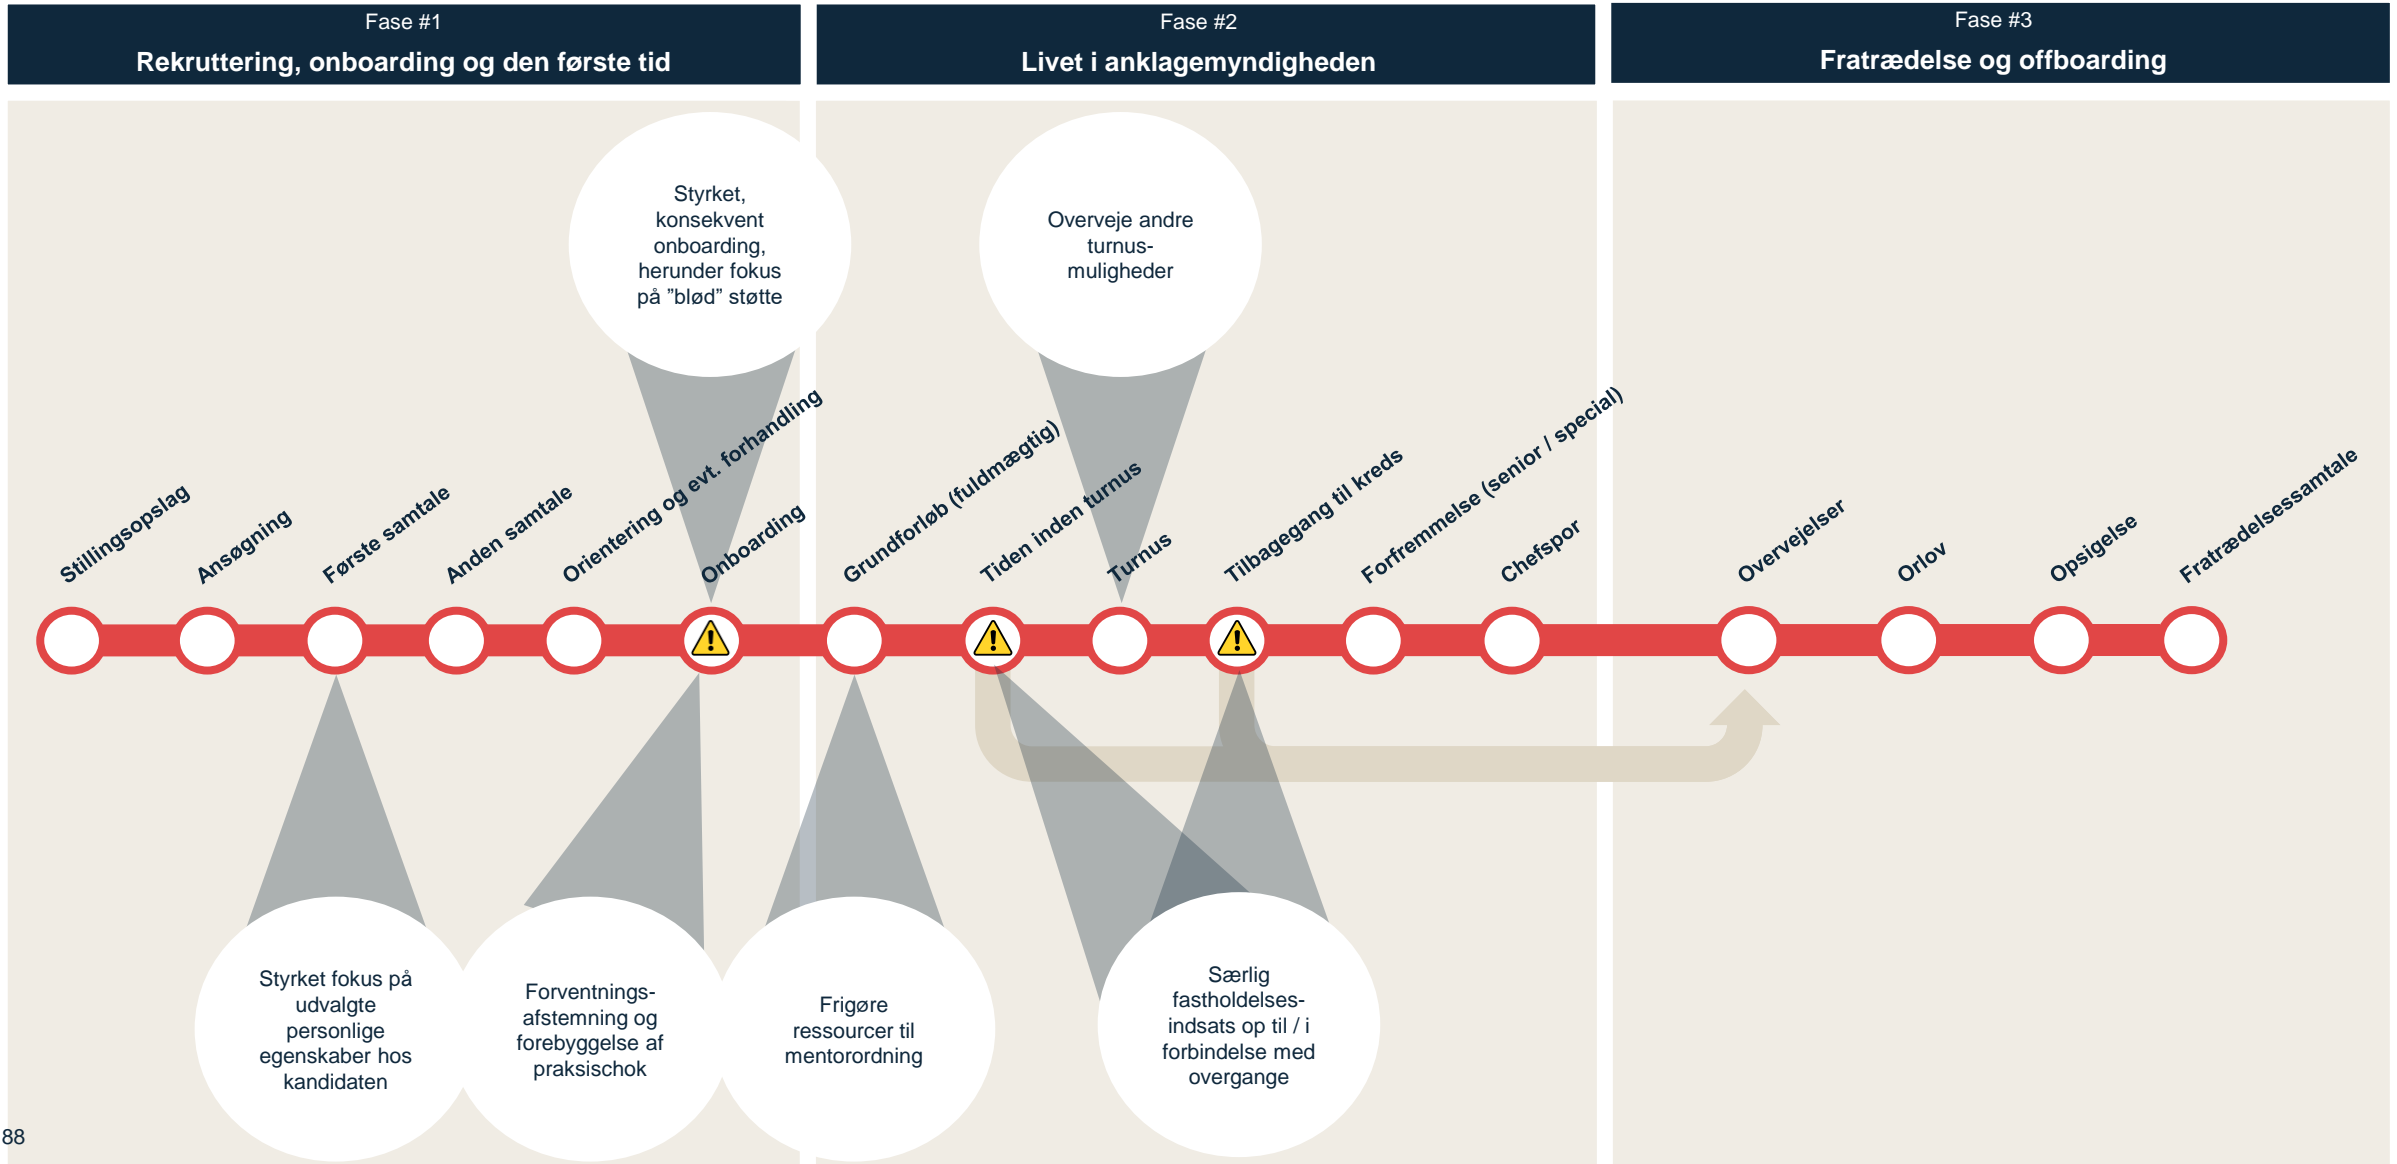 Fase #1
Rekruttering, onboarding og den første tid
Fase #2
Livet i anklagemyndigheden
Fase #3
Fratrædelse og offboarding
Styrket,
konsekvent
onboarding,
herunder fokus
på ”blød” støtte
Overveje andre
turnus-
muligheder
Stillingsopslag
Ansøgning
Første samtale
Anden samtale
Orientering og evt. forhandling
Onboarding
Grundforløb (fuldmægtig)
Tiden inden turnus
Turnus
Tilbagegang til kreds
Forfremmelse (senior / special)
Chefspor
Overvejelser
Orlov
Opsigelse
Fratrædelsessamtale
Styrket fokus på
udvalgte
personlige
egenskaber hos
kandidaten
Forventnings-
afstemning og
forebyggelse af
praksischok
Frigøre
ressourcer til
mentorordning
Særlig
fastholdelses-
indsats op til / i
forbindelse med
overgange
88